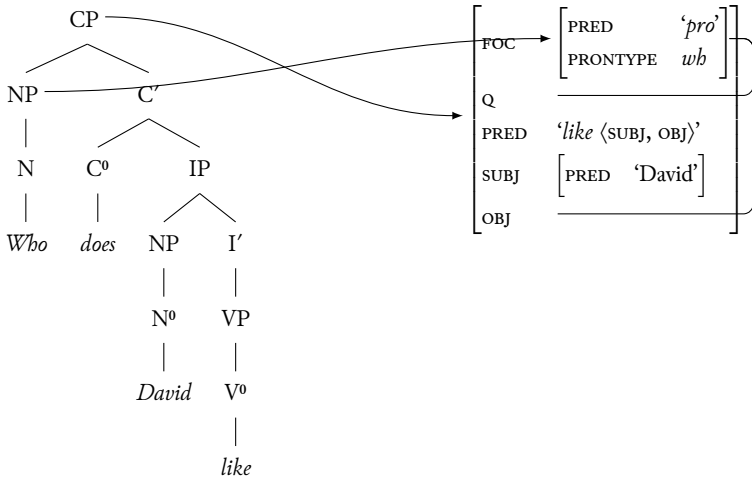 CP
NP C′
N C⁰ IP
Who does NP I′
N⁰ VP
David V⁰
like
FOC PRED ‘pro’
PRONTYPE wh
Q
PRED ‘like ⟨SUBJ, OBJ⟩’
SUBJ PRED ‘David’
OBJ